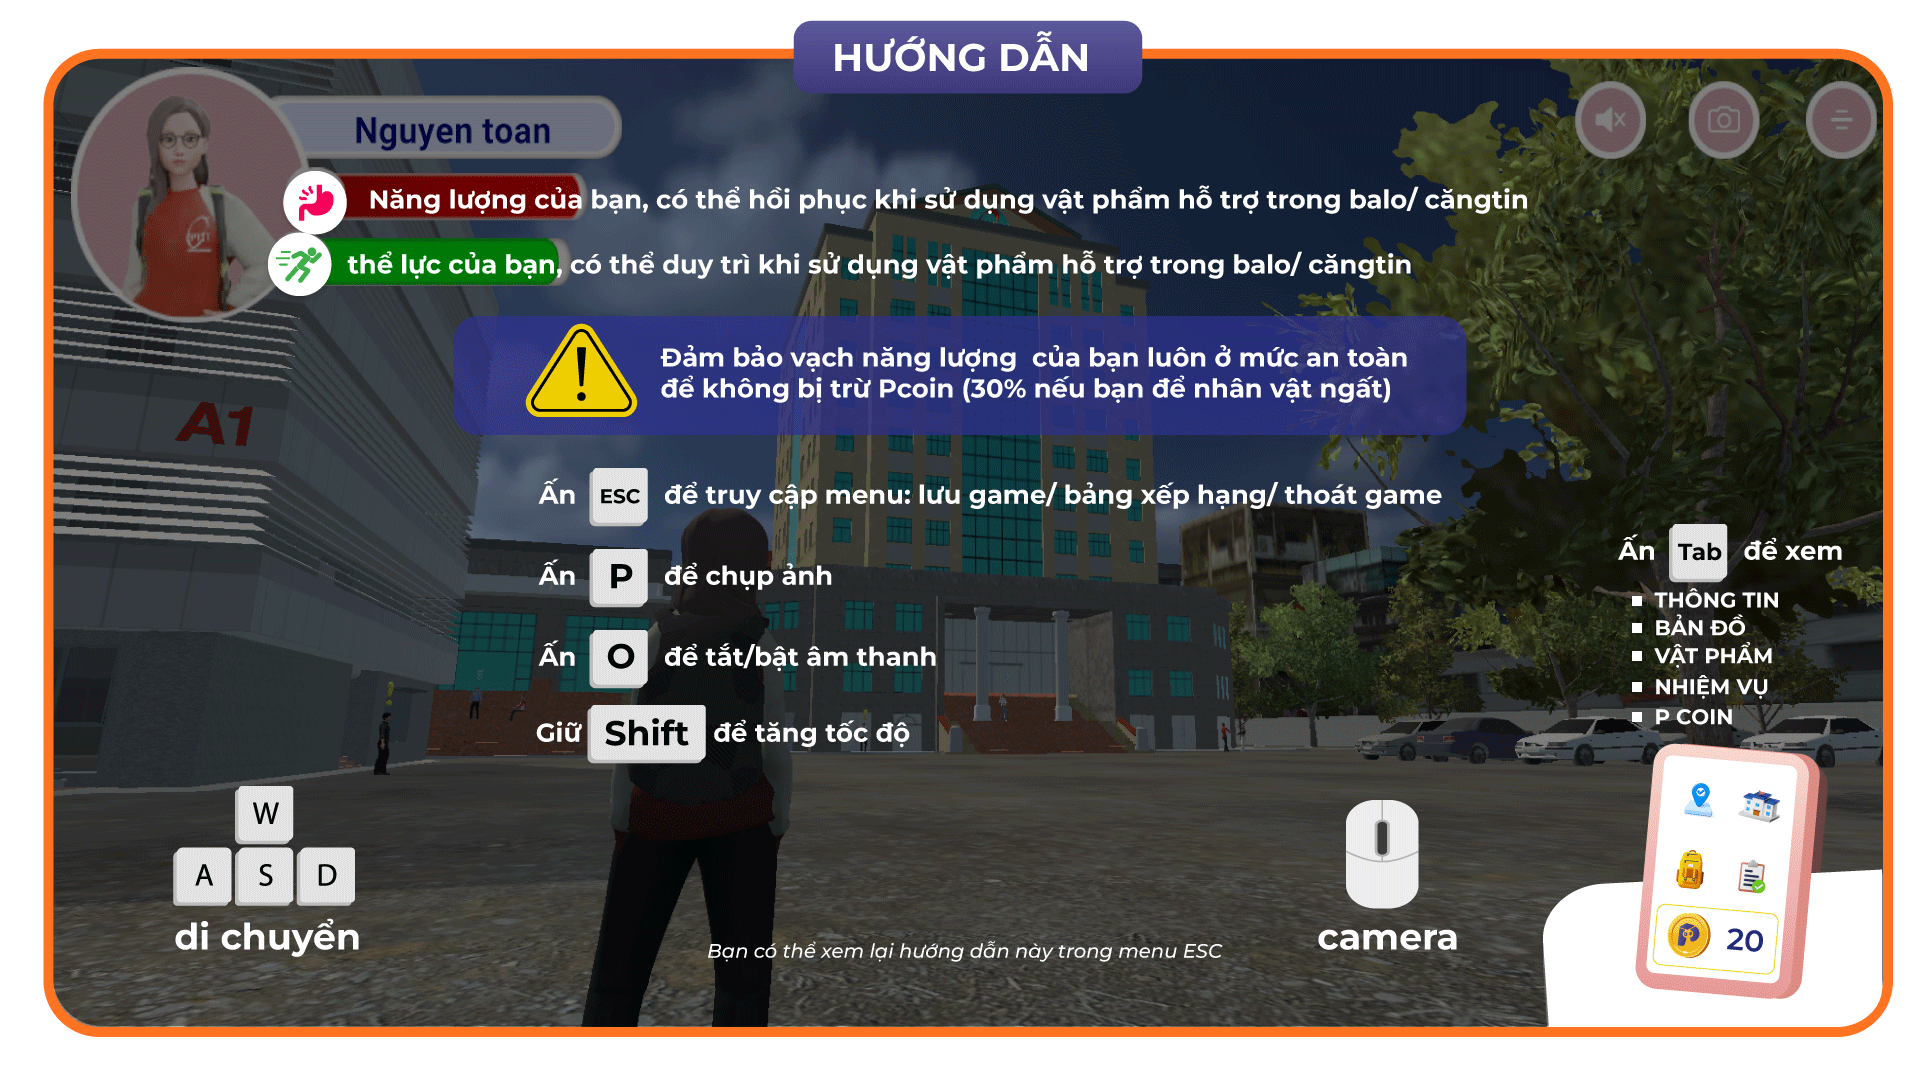 HƯỚNG DẪN
Nguyen toan
Năng lượng của bạn, có thể hồi phục khi sử dụng vật phẩm hỗ trợ trong balo/ căngtin
thể lực của bạn, có thể duy trì khi sử dụng vật phẩm hỗ trợ trong balo/ căngtin
Đảm bảo vạch năng lượng của bạn luôn ở mức an toàn
để không bị trừ Pcoin (30% nếu bạn để nhân vật ngất)
A1
Ấn ESC để truy cập menu: lưu game/ bảng xếp hạng/ thoát game
Ấn P để chụp ảnh
Ấn O để tắt/bật âm thanh
Giữ Shift để tăng tốc độ
Ấn Tab để xem
THÔNG TIN
BẢN ĐỒ
VẬT PHẨM
NHIỆM VỤ
P COIN
W
A S D
di chuyển
camera
20
Bạn có thể xem lại hướng dẫn này trong menu ESC